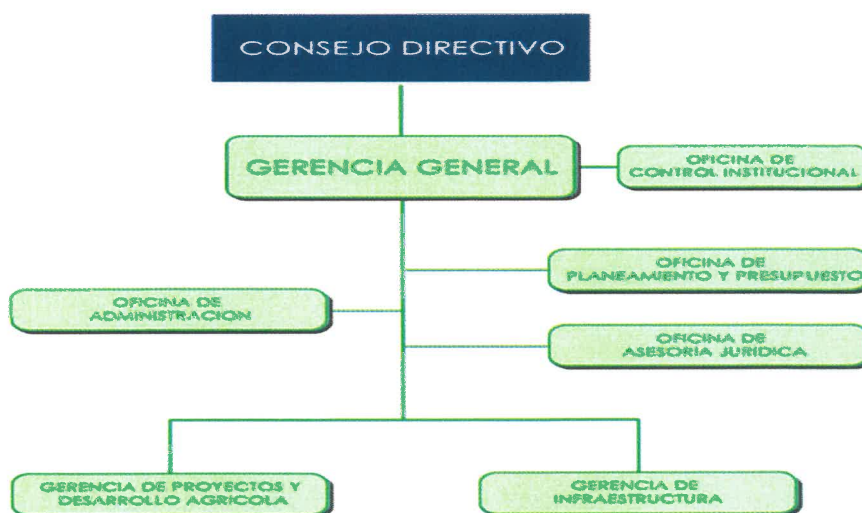 CONSEJO DIRECTIVO
GERENCIA GENERAL
OFICINA DE
CONTROL INSTITUCIONAL
OFICINA DE
PLANEAMIENTO Y PRESUPUESTO
OFICINA DE
ADMINISTRACION
OFICINA DE
ASESORIA JURIDICA
GERENCIA DE PROYECTOS Y
DESARROLLO AGRICOLA
GERENCIA DE
INFRAESTRUCTURA